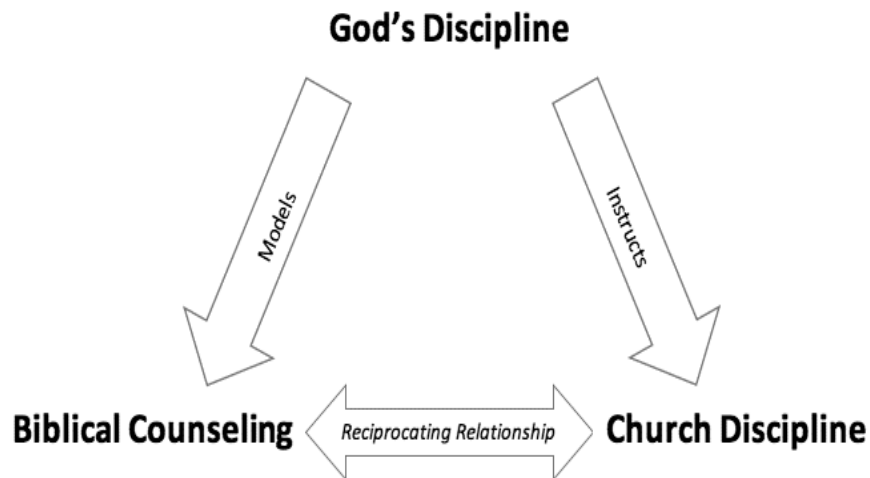 God's Discipline
Models
Instructs
Biblical Counseling
Reciprocating Relationship
Church Discipline